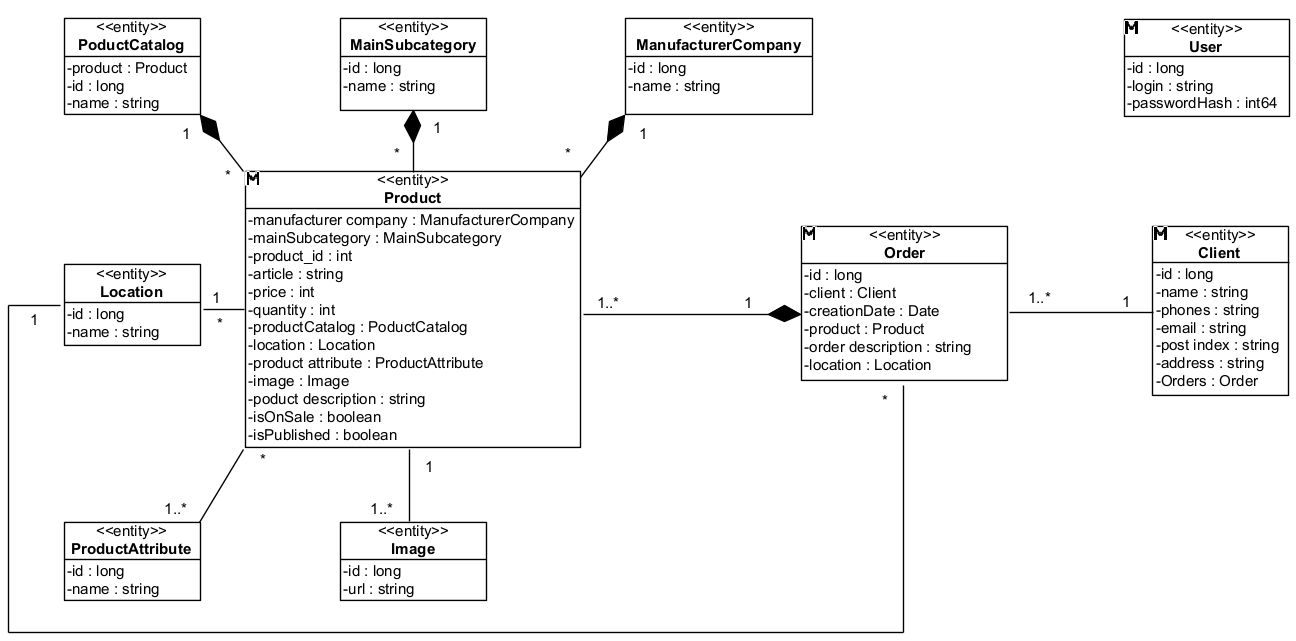 <<entity>>
PoductCatalog
-product : Product
-id : long
-name : string
<<entity>>
MainSubcategory
-id : long
-name : string
<<entity>>
ManufacturerCompany
-id : long
-name : string
M
<<entity>>
User
-id : long
-login : string
-passwordHash : int64
1
*
1
*
1
*
M
<<entity>>
Product
-manufacturer company : ManufacturerCompany
-mainSubcategory : MainSubcategory
-product_id : int
-article : string
-price : int
-quantity : int
-productCatalog : PoductCatalog
-location : Location
-product attribute : ProductAttribute
-image : Image
-poduct description : string
-isOnSale : boolean
-isPublished : boolean
<<entity>>
Location
-id : long
-name : string
1
*
1
1..*
1
M
<<entity>>
Order
-id : long
-client : Client
-creationDate : Date
-product : Product
-order description : string
-location : Location
1..*
1
M
<<entity>>
Client
-id : long
-name : string
-phones : string
-email : string
-post index : string
-address : string
-Orders : Order
*
*
1..*
1
1..*
<<entity>>
ProductAttribute
-id : long
-name : string
<<entity>>
Image
-id : long
-url : string